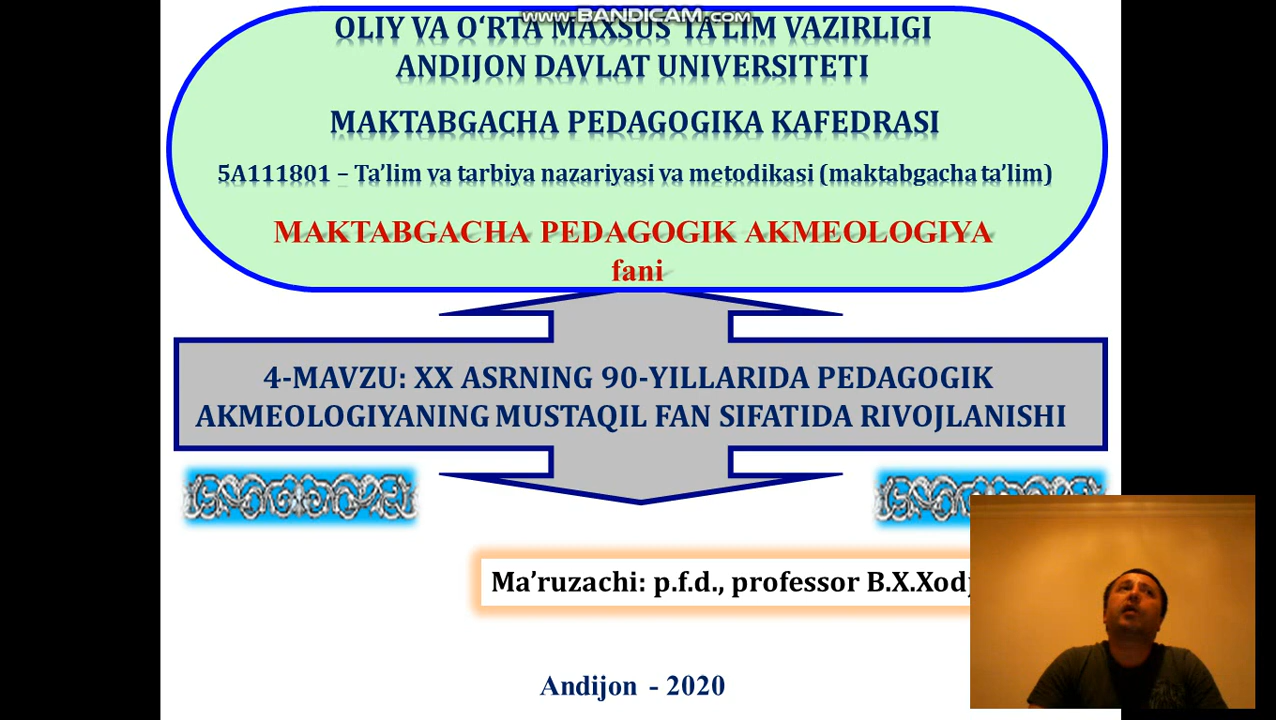 www.BANDICAM.com
OLIY VA O‘RTA MAXSUS TA’LIM VAZIRLIGI
ANDIJON DAVLAT UNIVERSITETI
MAKTABGACHA PEDAGOGIKA KAFEDRASI
5A111801 – Ta’lim va tarbiya nazariyasi va metodikasi (maktabgacha ta’lim)
MAKTABGACHA PEDAGOGIK AKMEOLOGIYA
fani
4-MAVZU: XX ASRNING 90-YILLARIDA PEDAGOGIK
AKMEOLOGIYANING MUSTAQIL FAN SIFATIDA RIVOJLANISHI
Ma’ruzachi: p.f.d., professor
Andijon - 2020